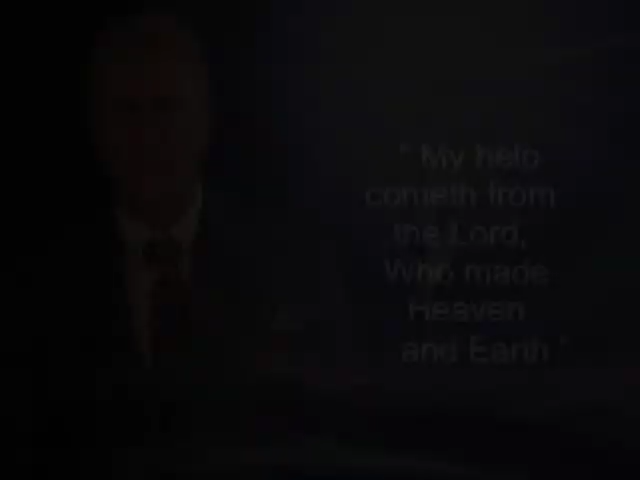 " My help
cometh from
the Lord,
Who made
Heaven
and Earth "